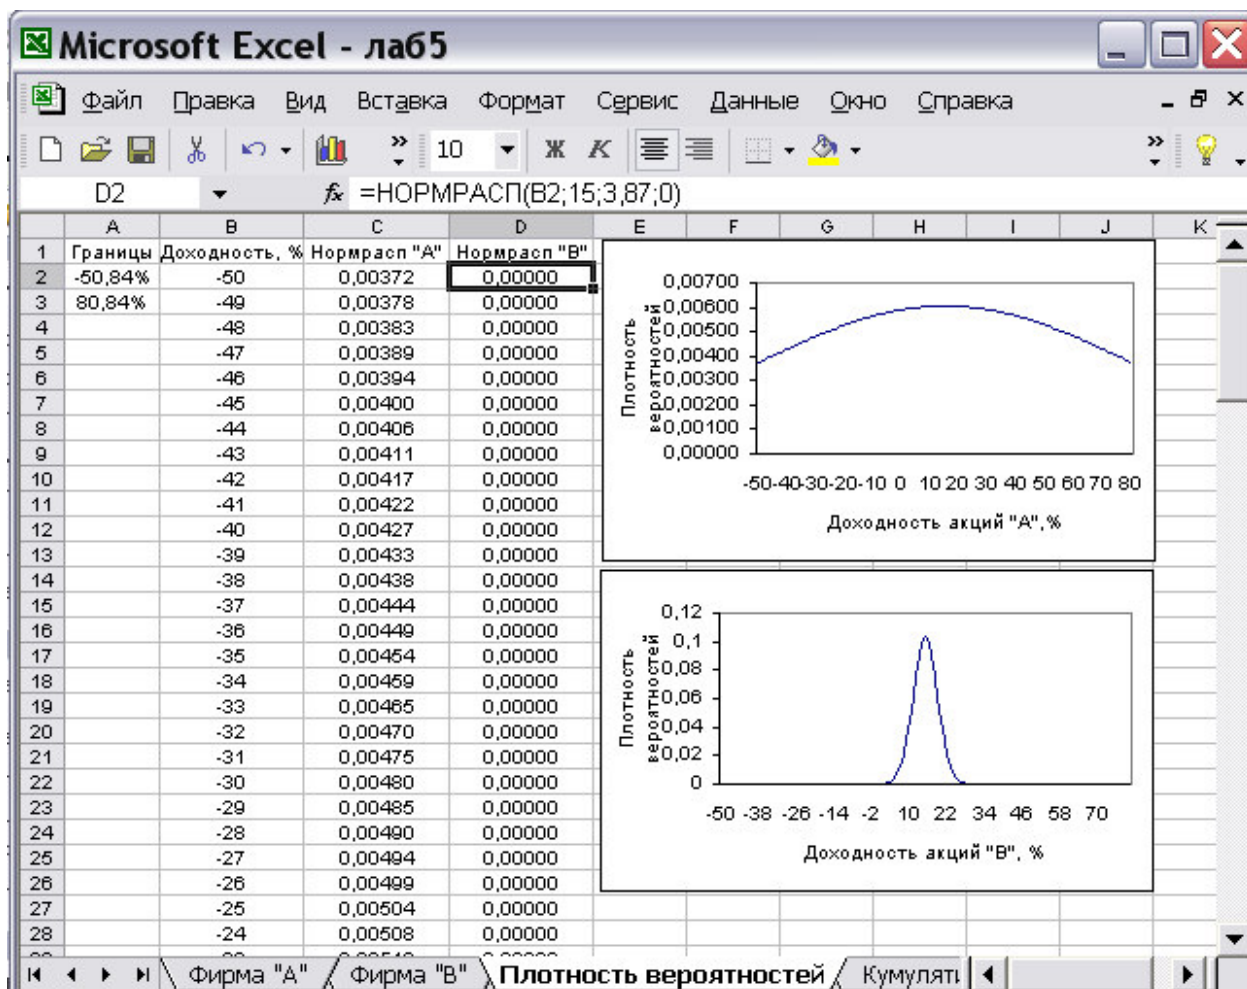 Microsoft Excel - лаб5
Файл Правка Вид Вставка Формат Сервис Данные Окно Справка
10 Ж К
D2 fx =НОРМРАСП(B2;15;3,87;0)
A B C D E F G H I J K
1 Границы Доходность, % Нормрасп "А" Нормрасп "В"
2 -50,84% -50 0,00372 0,00000
3 80,84% -49 0,00378 0,00000
4 -48 0,00383 0,00000
5 -47 0,00389 0,00000
6 -46 0,00394 0,00000
7 -45 0,00400 0,00000
8 -44 0,00406 0,00000
9 -43 0,00411 0,00000
10 -42 0,00417 0,00000
11 -41 0,00422 0,00000
12 -40 0,00427 0,00000
13 -39 0,00433 0,00000
14 -38 0,00438 0,00000
15 -37 0,00444 0,00000
16 -36 0,00449 0,00000
17 -35 0,00454 0,00000
18 -34 0,00459 0,00000
19 -33 0,00465 0,00000
20 -32 0,00470 0,00000
21 -31 0,00475 0,00000
22 -30 0,00480 0,00000
23 -29 0,00485 0,00000
24 -28 0,00490 0,00000
25 -27 0,00494 0,00000
26 -26 0,00499 0,00000
27 -25 0,00504 0,00000
28 -24 0,00508 0,00000
Плотность
вероятностей
0,00700
0,00600
0,00500
0,00400
0,00300
0,00200
0,00100
0,00000
-50 -40 -30 -20 -10 0 10 20 30 40 50 60 70 80
Доходность акций "А",%
Плотность
вероятностей
0,12
0,1
0,08
0,06
0,04
0,02
0
-50 -38 -26 -14 -2 10 22 34 46 58 70
Доходность акций "В", %
Фирма "А" Фирма "В" Плотность вероятностей Кумуляти